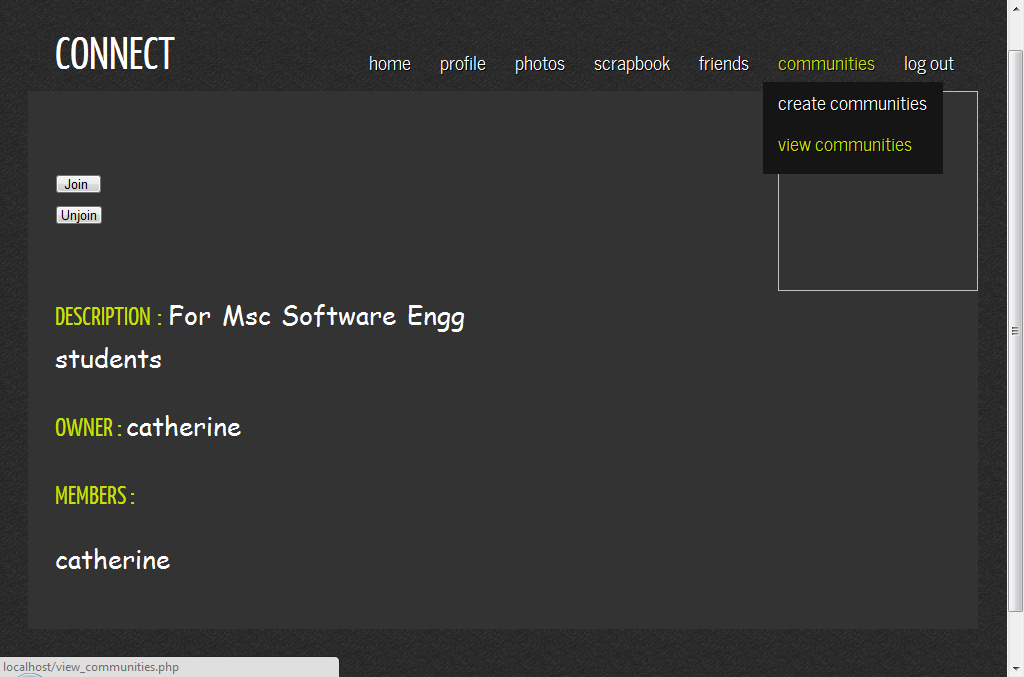 CONNECT
home profile photos scrapbook friends communities log out
create communities
view communities
Join
Unjoin
DESCRIPTION : For Msc Software Engg
students
OWNER : catherine
MEMBERS :
catherine
localhost/view_communities.php